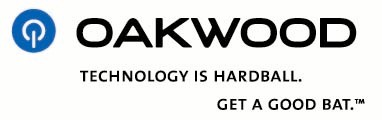 OAKWOOD
TECHNOLOGY IS HARDBALL.
GET A GOOD BAT.™